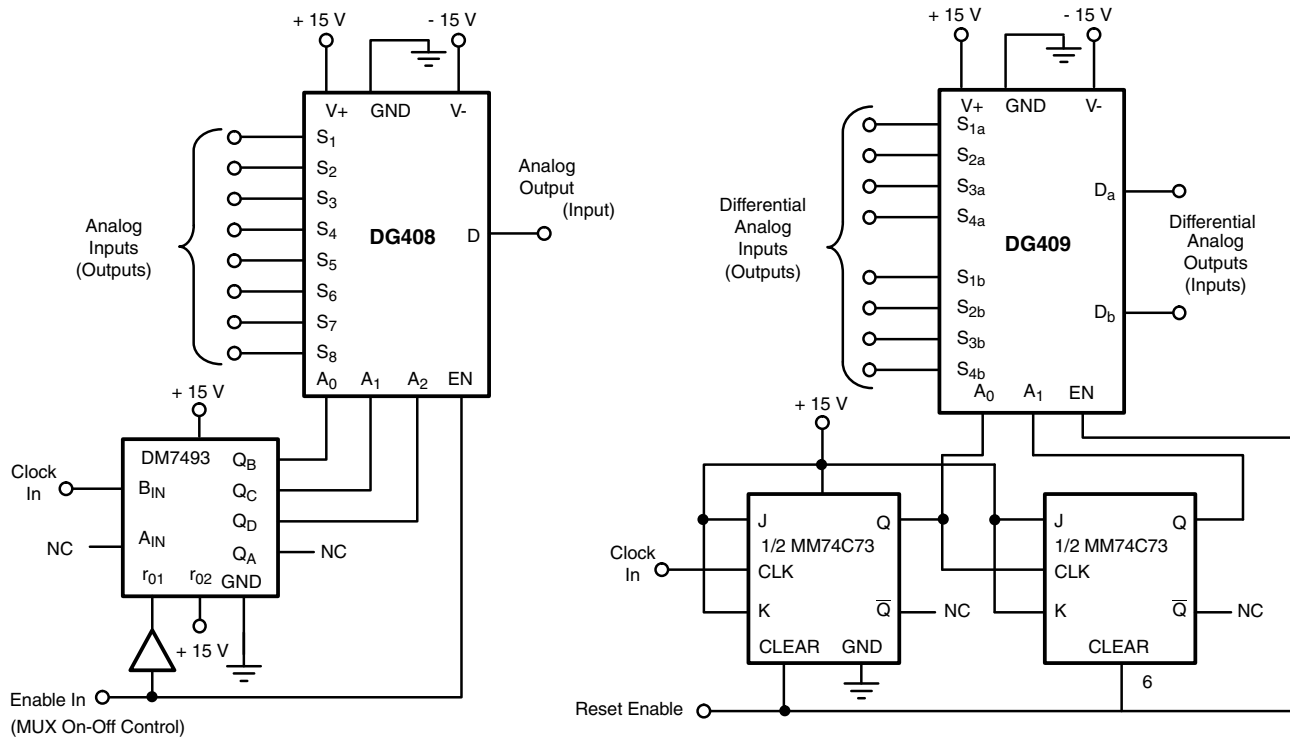 + 15 V
- 15 V
V+
GND
V-
S1
S2
S3
S4
S5
S6
S7
S8
Analog
Inputs
(Outputs)
DG408
D
Analog
Output
(Input)
A0
A1
A2
EN
+ 15 V
DM7493
QB
QC
QD
QA
NC
Clock
In
BIN
NC
AIN
r01
r02
GND
+ 15 V
Enable In
(MUX On-Off Control)
+ 15 V
- 15 V
V+
GND
V-
S1a
S2a
S3a
S4a
S1b
S2b
S3b
S4b
Differential
Analog
Inputs
(Outputs)
DG409
Da
Db
Differential
Analog
Outputs
(Inputs)
A0
A1
EN
+ 15 V
J
Q
1/2 MM74C73
CLK
K
Q
NC
CLEAR
GND
Clock
In
J
Q
1/2 MM74C73
CLK
K
Q
NC
CLEAR
6
Reset Enable